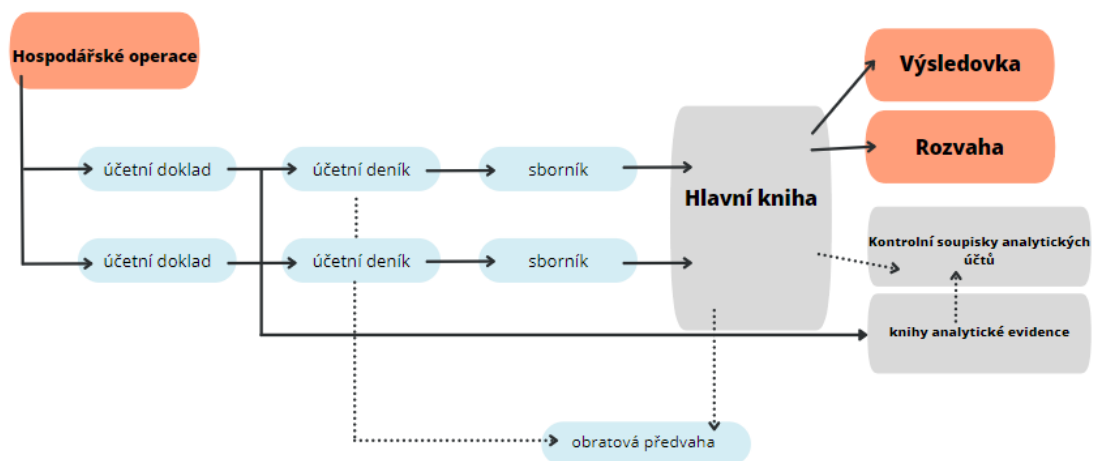 Hospodářské operace
Výsledovka
Rozvaha
účetní doklad
účetní deník
sborník
Hlavní kniha
účetní doklad
účetní deník
sborník
Kontrolní soupisky analytických
účtů
knihy analytické evidence
obratová předvaha